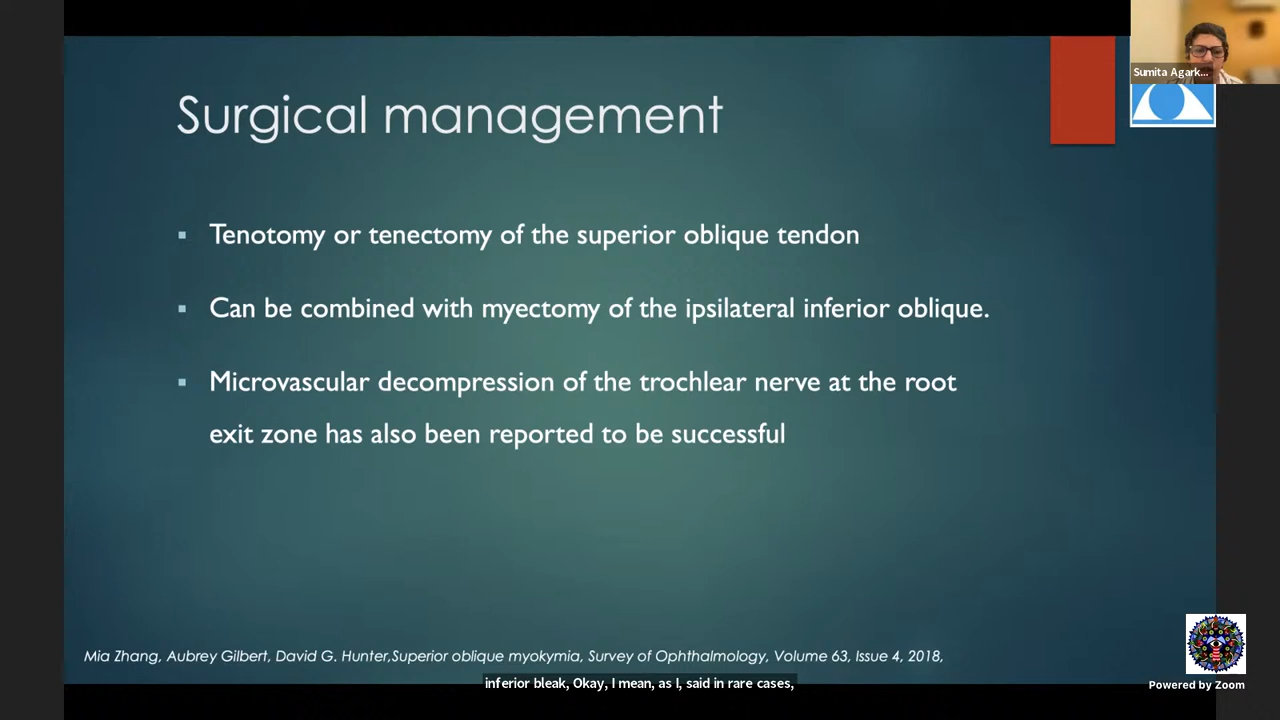 Sumita Agark...
Surgical management
Tenotomy or tenectomy of the superior oblique tendon
Can be combined with myectomy of the ipsilateral inferior oblique.
Microvascular decompression of the trochlear nerve at the root
exit zone has also been reported to be successful
Mia Zhang, Aubrey Gilbert, David G. Hunter,Superior oblique myokymia, Survey of Ophthalmology, Volume 63, Issue 4, 2018,
inferior bleak, Okay, I mean, as I, said in rare cases,
Powered by Zoom